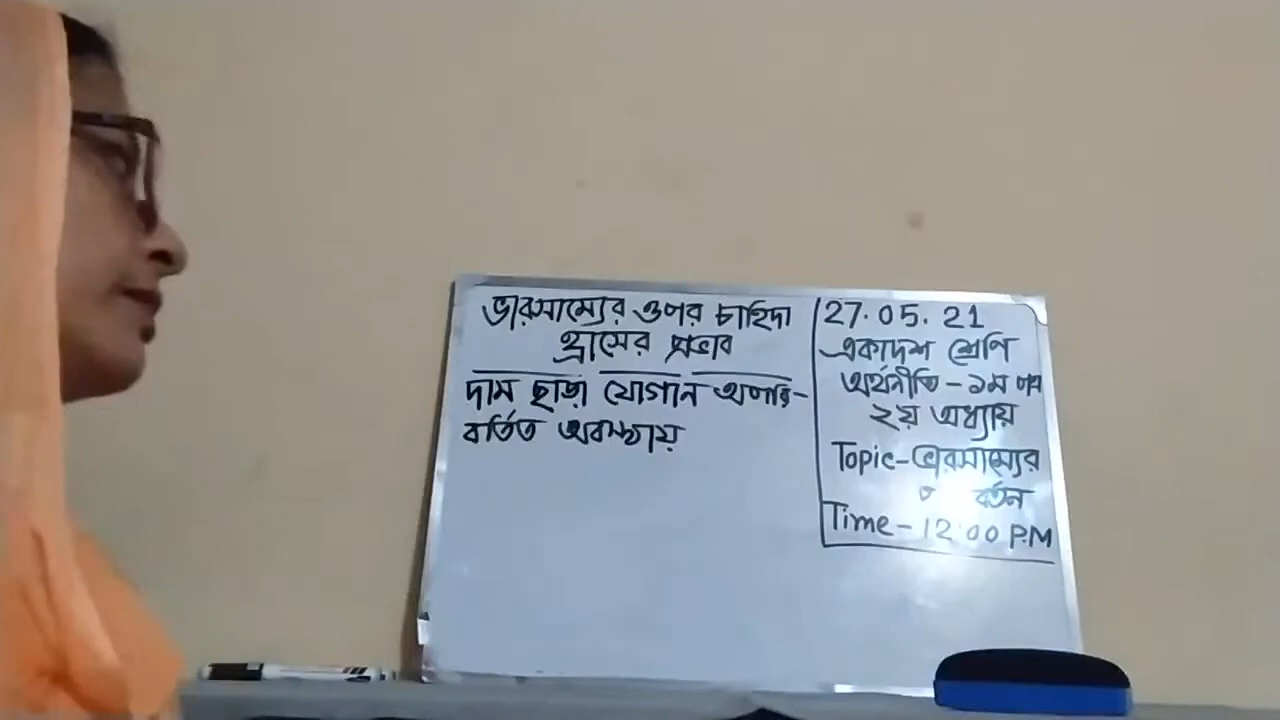 ভারসাম্যের ওপর চাহিদা
হ্রাসের প্রভাব
দাম ছাড়া যোগান অপরি-
বর্তিত অবস্থায়
27.05.21
একাদশ শ্রেণি
অর্থনীতি - ১ম পত্র
২য় অধ্যায়
Topic - ভারসাম্যের
বর্তন
Time - 12:00 P.M